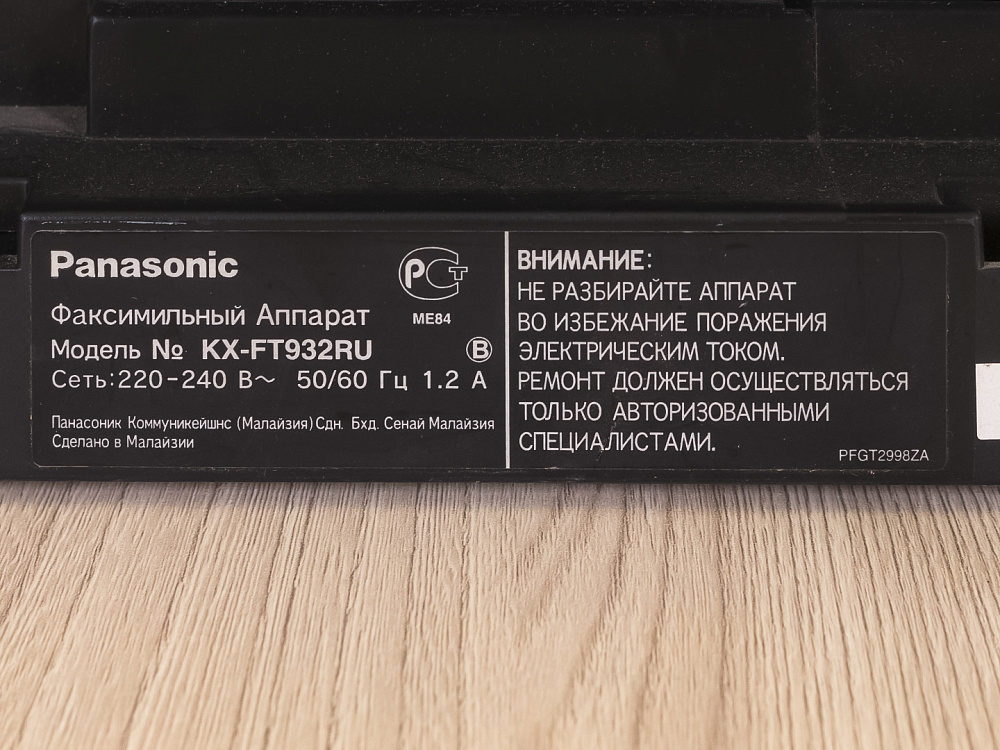 Panasonic
РСТ
ME84
Факсимильный Аппарат
Модель № KX-FT932RU
B
Сеть:220-240 В~ 50/60 Гц 1.2 А
Панасоник Коммуникейшнс (Малайзия) Сдн. Бхд. Сенай Малайзия
Сделано в Малайзии
ВНИМАНИЕ:
НЕ РАЗБИРАЙТЕ АППАРАТ
ВО ИЗБЕЖАНИЕ ПОРАЖЕНИЯ
ЭЛЕКТРИЧЕСКИМ ТОКОМ.
РЕМОНТ ДОЛЖЕН ОСУЩЕСТВЛЯТЬСЯ
ТОЛЬКО АВТОРИЗОВАННЫМИ
СПЕЦИАЛИСТАМИ.
PFGT2998ZA